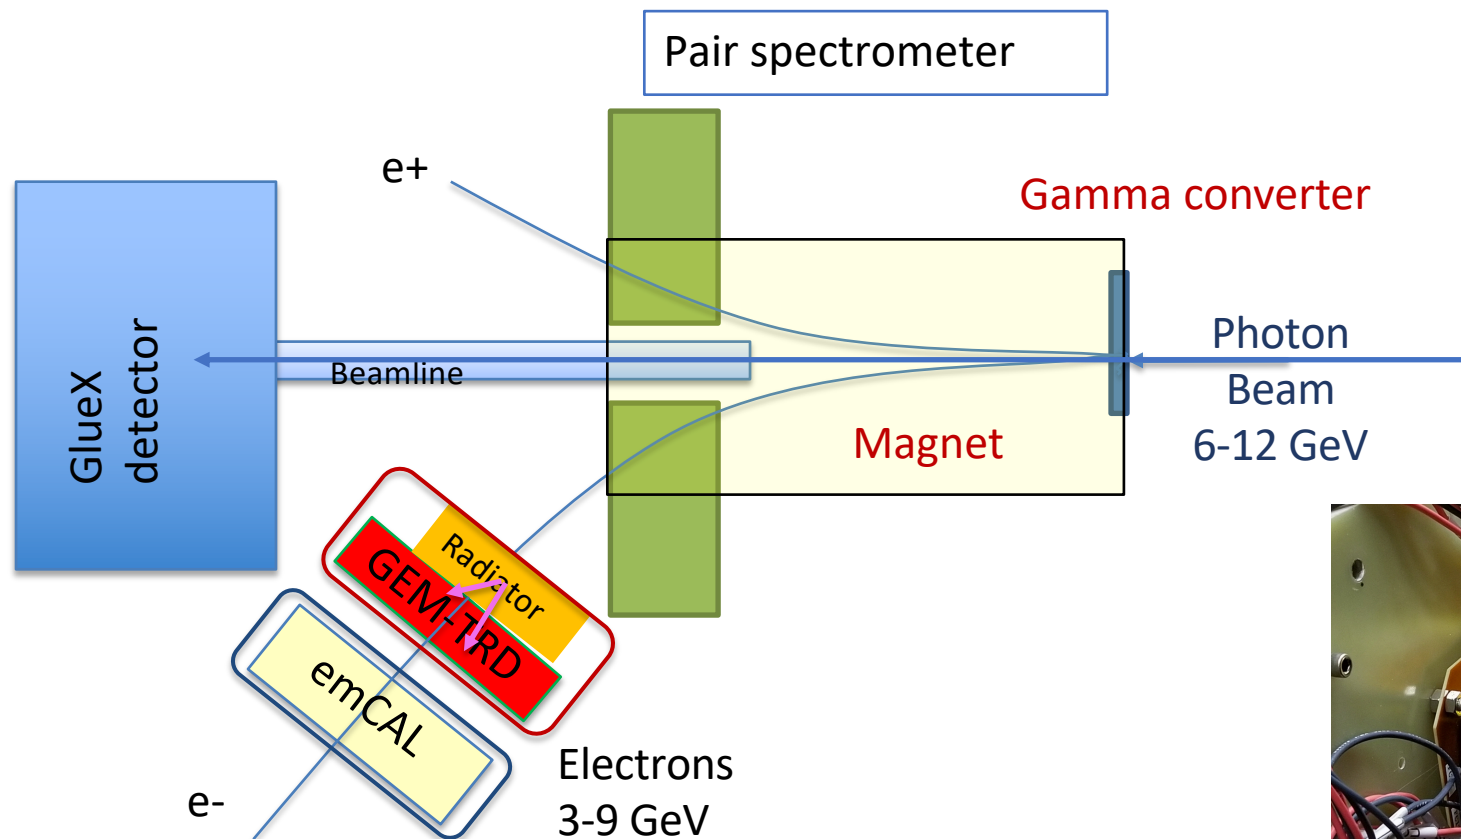 Pair spectrometer
e+
Gamma converter
GlueX
detector
Beamline
Photon
Beam
6-12 GeV
Magnet
Radiator
GEM-TRD
emCAL
Electrons
3-9 GeV
e-